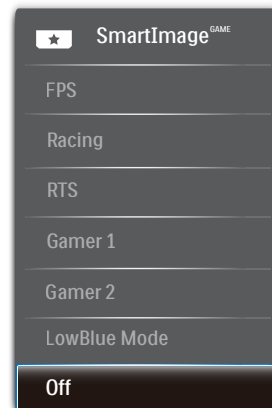 SmartImage GAME
FPS
Racing
RTS
Gamer 1
Gamer 2
LowBlue Mode
Off